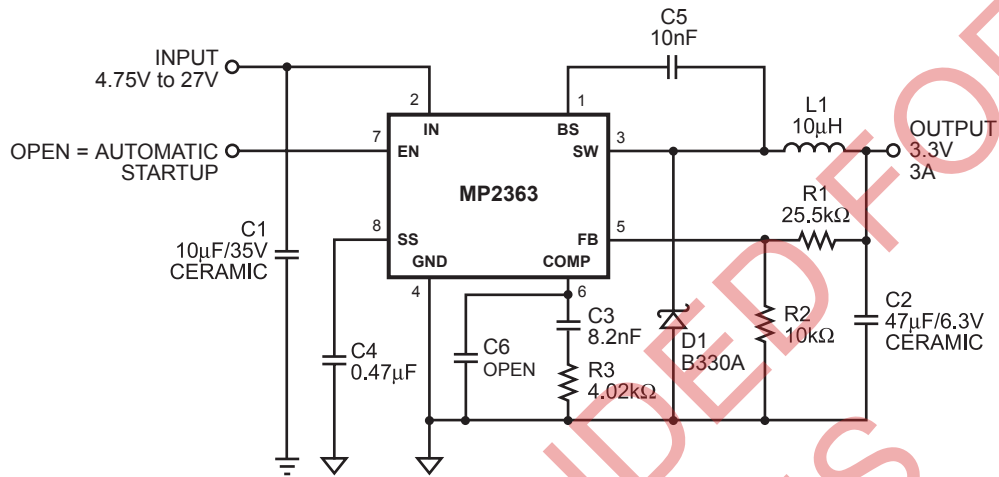 C5
10nF
INPUT
4.75V to 27V
2
IN
1
BS
L1
10µH
OUTPUT
3.3V
3A
7
EN
OPEN = AUTOMATIC
STARTUP
3
SW
MP2363
R1
25.5kΩ
8
SS
5
FB
C1
10µF/35V
CERAMIC
GND
4
COMP
6
C3
8.2nF
C4
0.47µF
C6
OPEN
R3
4.02kΩ
D1
B330A
R2
10kΩ
C2
47µF/6.3V
CERAMIC